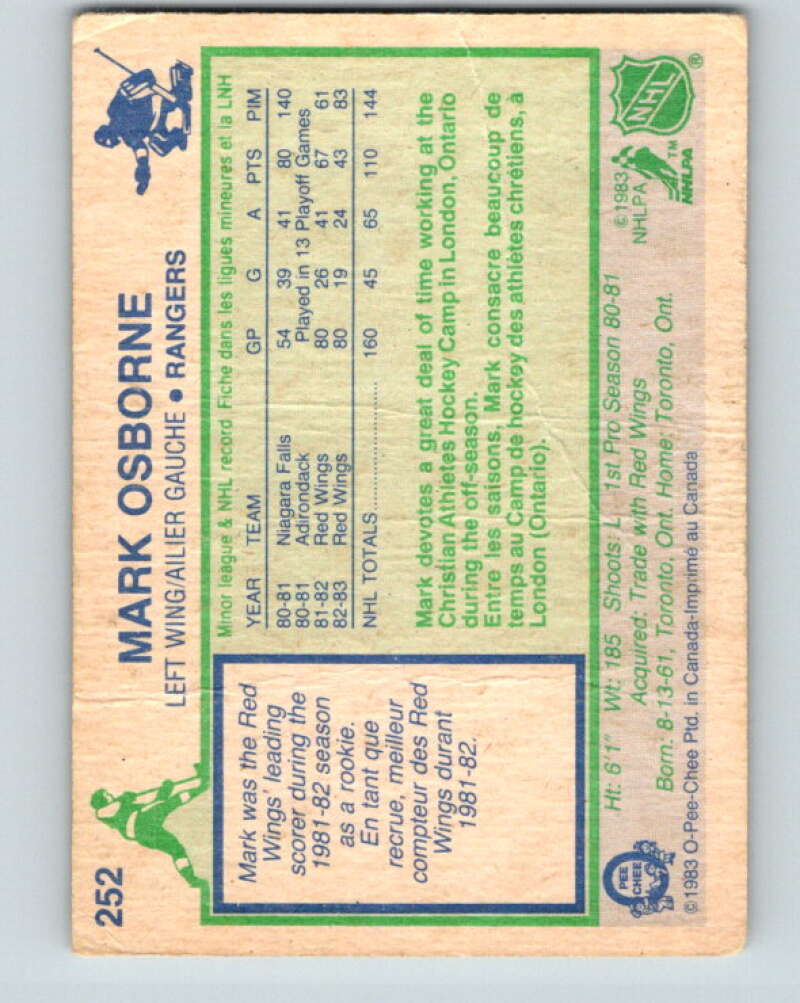 252
MARK OSBORNE
LEFT WING/AILIER GAUCHE • RANGERS
Mark was the Red
Wings' leading
scorer during the
1981-82 season
as a rookie.
En tant que
recrue, meilleur
compteur des Red
Wings durant
1981-82.
Minor league & NHL record Fiche dans les ligues mineures et la LNH
YEAR TEAM GP G A PTS PIM
80-81 Niagara Falls 54 39 41 80 140
80-81 Adirondack Played in 13 Playoff Games
81-82 Red Wings 80 26 41 67 61
82-83 Red Wings 80 19 24 43 83
NHL TOTALS 160 45 65 110 144
Mark devotes a great deal of time working at the
Christian Athletes Hockey Camp in London, Ontario
during the off-season.
Entre les saisons, Mark consacre beaucoup de
temps au Camp de hockey des athlètes chrétiens, à
London (Ontario).
Ht: 6'1" Wt: 185 Shoots: L 1st Pro Season 80-81
Acquired: Trade with Red Wings
Born: 8-13-61, Toronto, Ont. Home: Toronto, Ont.
©1983 O-Pee-Chee Ptd. in Canada-Imprimé au Canada
O
PEE
CHEE
©1983
NHLPA
NHLPA
TM
NHL
®